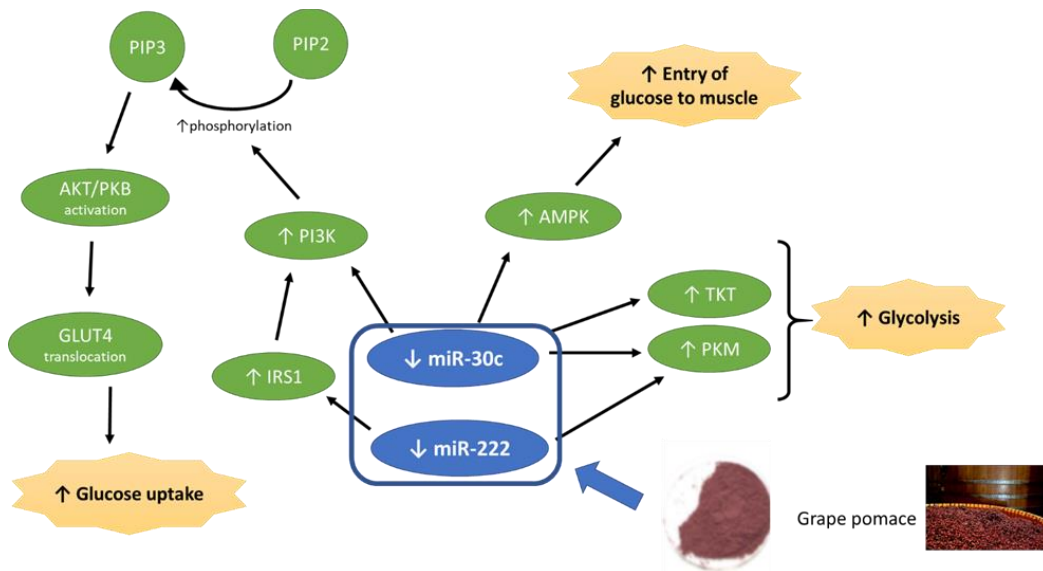 PIP3
PIP2
↑phosphorylation
↑ Entry of
glucose to muscle
AKT/PKB
activation
↑ AMPK
↑ PI3K
↑ TKT
GLUT4
translocation
↑ Glycolysis
↓ miR-30c
↑ PKM
↑ IRS1
↓ miR-222
↑ Glucose uptake
Grape pomace